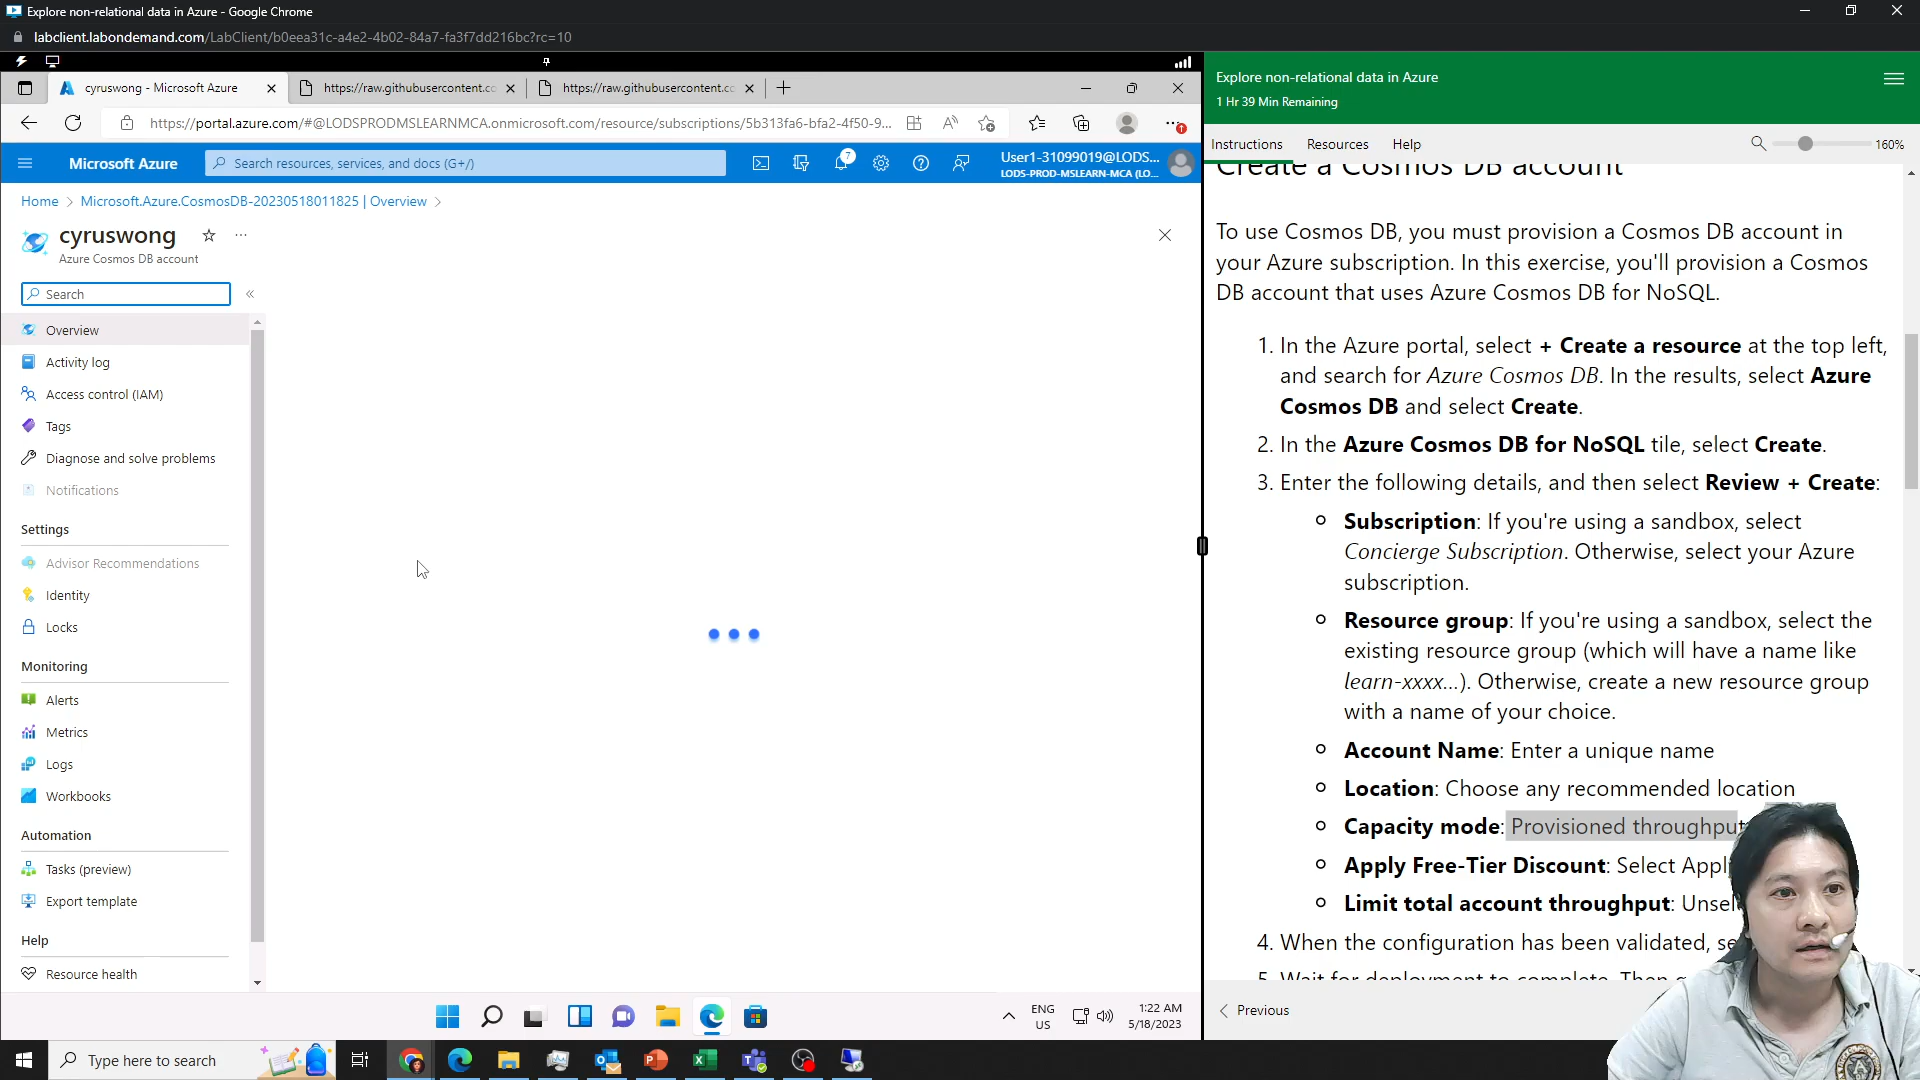 Explore non-relational data in Azure - Google Chrome
labclient.labondemand.com/LabClient/b0eea31c-a4e2-4b02-84a7-fa3f7dd216bc?rc=10
cyruswong - Microsoft Azure
https://raw.githubusercontent.cc
https://raw.githubusercontent.cc
https://portal.azure.com/#@LODSPRODMSLEARNMCA.onmicrosoft.com/resource/subscriptions/5b313fa6-bfa2-4f50-9...
Microsoft Azure
Search resources, services, and docs (G+/)
7
User1-31099019@LODS...
LODS-PROD-MSLEARN-MCA (LO...
Home > Microsoft.Azure.CosmosDB-20230518011825 | Overview >
cyruswong
Azure Cosmos DB account
Search
Overview
Activity log
Access control (IAM)
Tags
Diagnose and solve problems
Notifications
Settings
Advisor Recommendations
Identity
Locks
Monitoring
Alerts
Metrics
Logs
Workbooks
Automation
Tasks (preview)
Export template
Help
Resource health
ENG
US
1:22 AM
5/18/2023
Explore non-relational data in Azure
1 Hr 39 Min Remaining
Instructions
Resources
Help
160%
Create a Cosmos DB account
To use Cosmos DB, you must provision a Cosmos DB account in
your Azure subscription. In this exercise, you'll provision a Cosmos
DB account that uses Azure Cosmos DB for NoSQL.
1. In the Azure portal, select + Create a resource at the top left,
and search for Azure Cosmos DB. In the results, select Azure
Cosmos DB and select Create.
2. In the Azure Cosmos DB for NoSQL tile, select Create.
3. Enter the following details, and then select Review + Create:
Subscription: If you're using a sandbox, select
Concierge Subscription. Otherwise, select your Azure
subscription.
Resource group: If you're using a sandbox, select the
existing resource group (which will have a name like
learn-xxxx...). Otherwise, create a new resource group
with a name of your choice.
Account Name: Enter a unique name
Location: Choose any recommended location
Capacity mode: Provisioned throughput
Apply Free-Tier Discount: Select Appl
Limit total account throughput: Unsel
4. When the configuration has been validated, se
5. Wait for deployment to complete. Then g
Previous
Type here to search